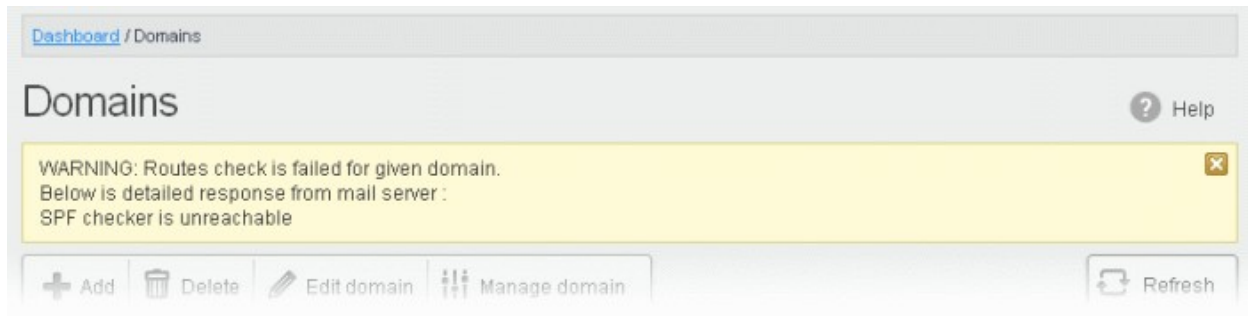 Dashboard / Domains
Domains
Help
WARNING: Routes check is failed for given domain.
Below is detailed response from mail server :
SPF checker is unreachable
Add Delete Edit domain Manage domain Refresh